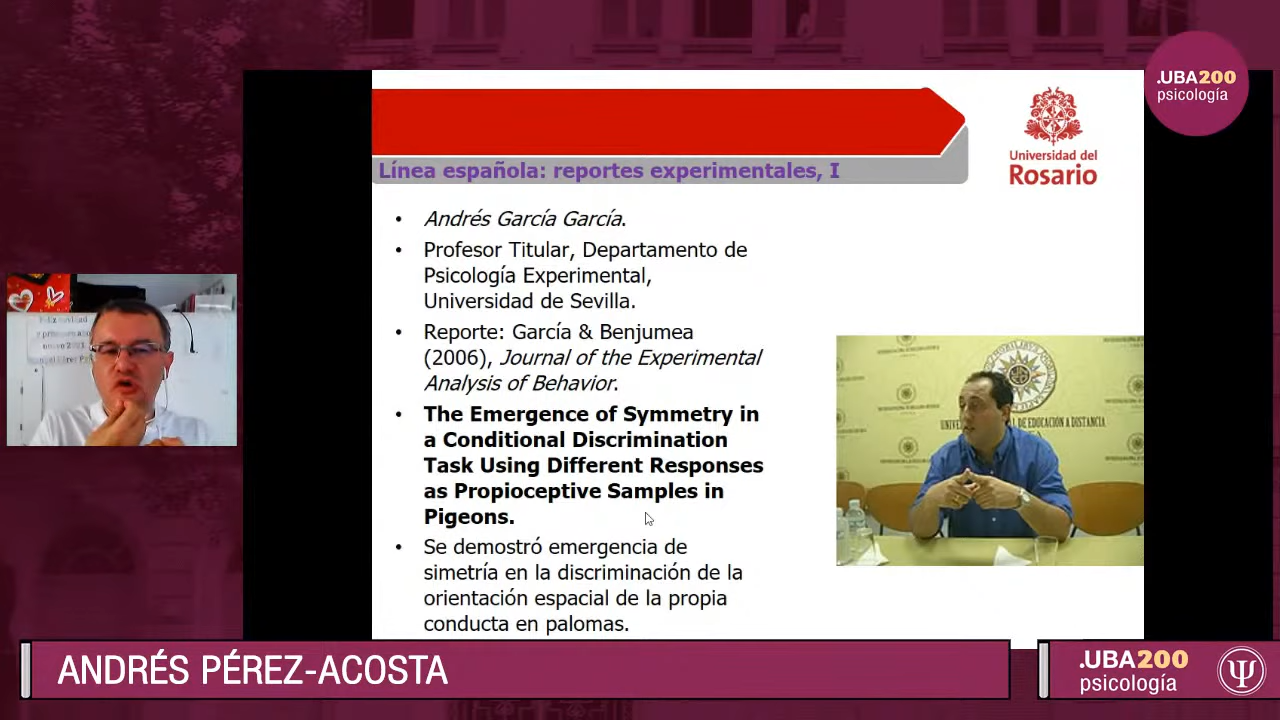 .UBA200
psicología
Universidad del
Rosario
Línea española: reportes experimentales, I
• Andrés García García.
• Profesor Titular, Departamento de
Psicología Experimental,
Universidad de Sevilla.
• Reporte: García & Benjumea
(2006), Journal of the Experimental
Analysis of Behavior.
• The Emergence of Symmetry in
a Conditional Discrimination
Task Using Different Responses
as Propioceptive Samples in
Pigeons.
• Se demostró emergencia de
simetría en la discriminación de la
orientación espacial de la propia
conducta en palomas.
DE EDUCACIÓN A DISTANCIA
ANDRÉS PÉREZ-ACOSTA
.UBA200
psicología